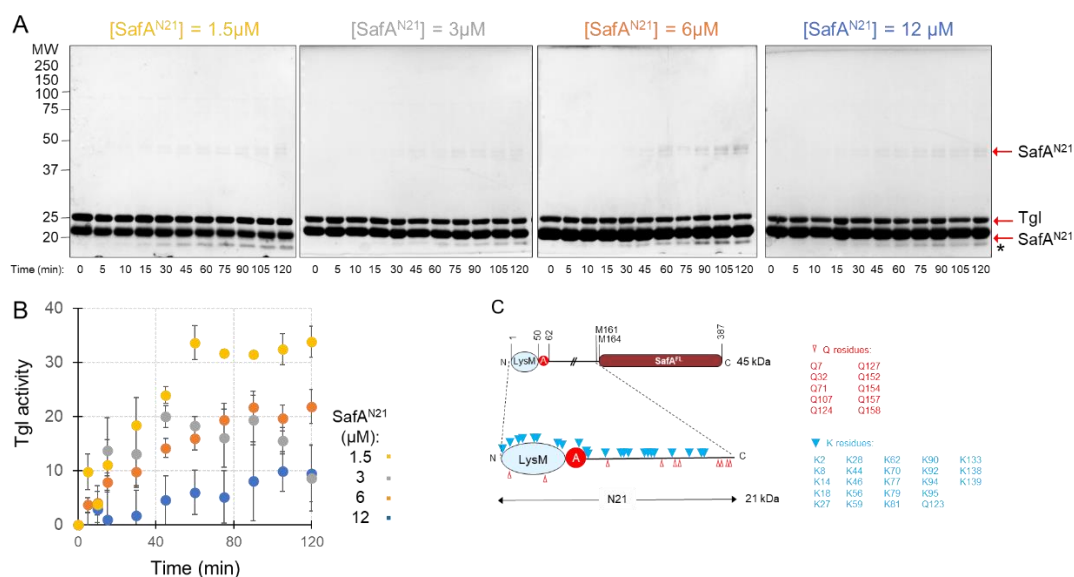 A
[SafA^N21] = 1.5µM [SafA^N21] = 3µM [SafA^N21] = 6µM [SafA^N21] = 12 µM
MW
250
150
100
75
50
37
25
20
SafA^N21
Tgl
SafA^N21
*
Time (min): 0 5 10 15 30 45 60 75 90 105 120 0 5 10 15 30 45 60 75 90 105 120 0 5 10 15 30 45 60 75 90 105 120 0 5 10 15 30 45 60 75 90 105 120
B
Tgl activity
40
30
20
10
0
0 40 80 120
Time (min)
SafA^N21
(µM):
1.5
3
6
12
C
1 50 62 M161 387
M164
N LysM A // SafA^FL C 45 kDa
N LysM A C
N21 21 kDa
Q residues:
Q7 Q127
Q32 Q152
Q71 Q154
Q107 Q157
Q124 Q158
K residues:
K2 K28 K62 K90 K133
K8 K44 K70 K92 K138
K14 K46 K77 K94 K139
K18 K56 K79 K95
K27 K59 K81 Q123